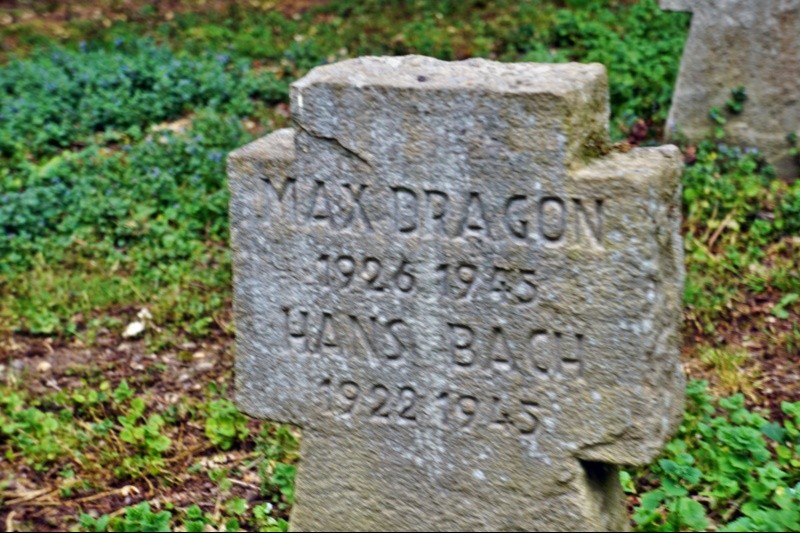 MAX DRAGON
1926 1945
HANS BACH
1922 1945